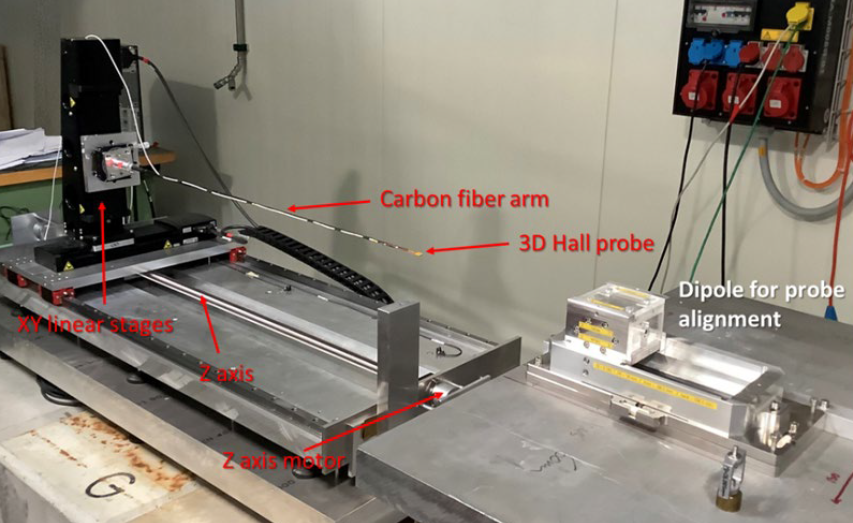 Carbon fiber arm
3D Hall probe
Dipole for probe
alignment
XY linear stages
Z axis
Z axis motor
G